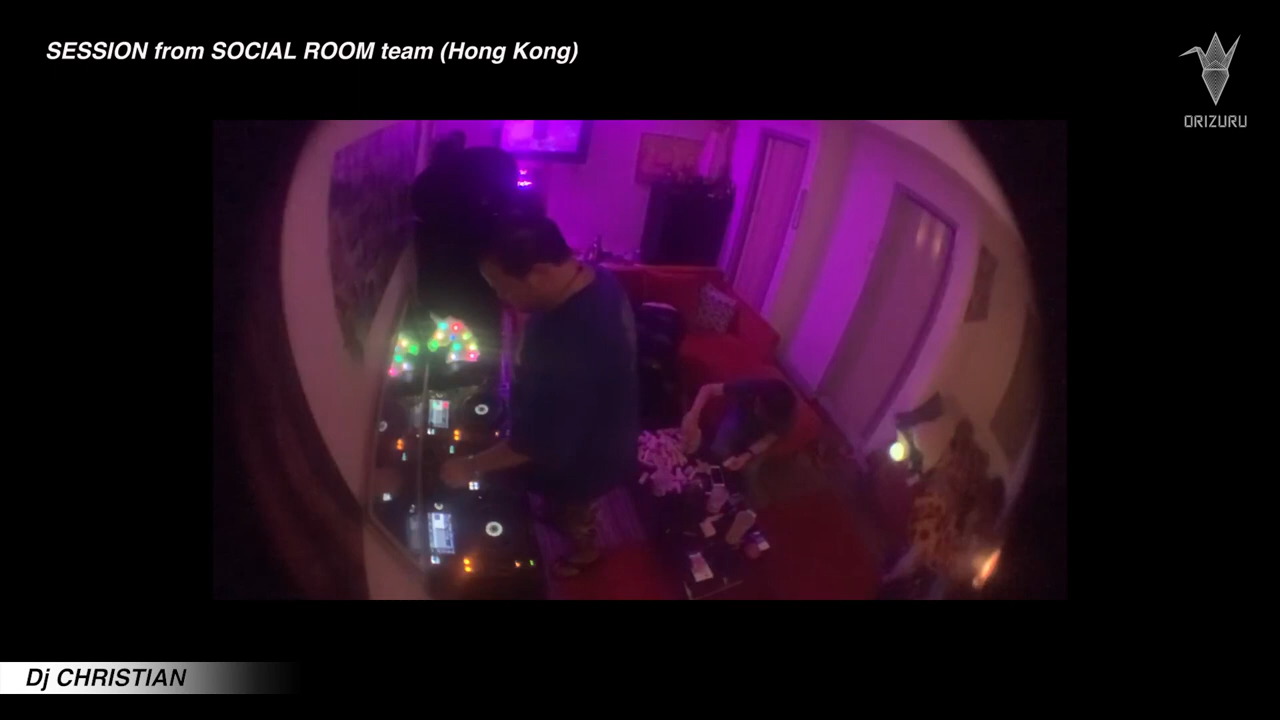 SESSION from SOCIAL ROOM team (Hong Kong)
ORIZURU
Dj CHRISTIAN